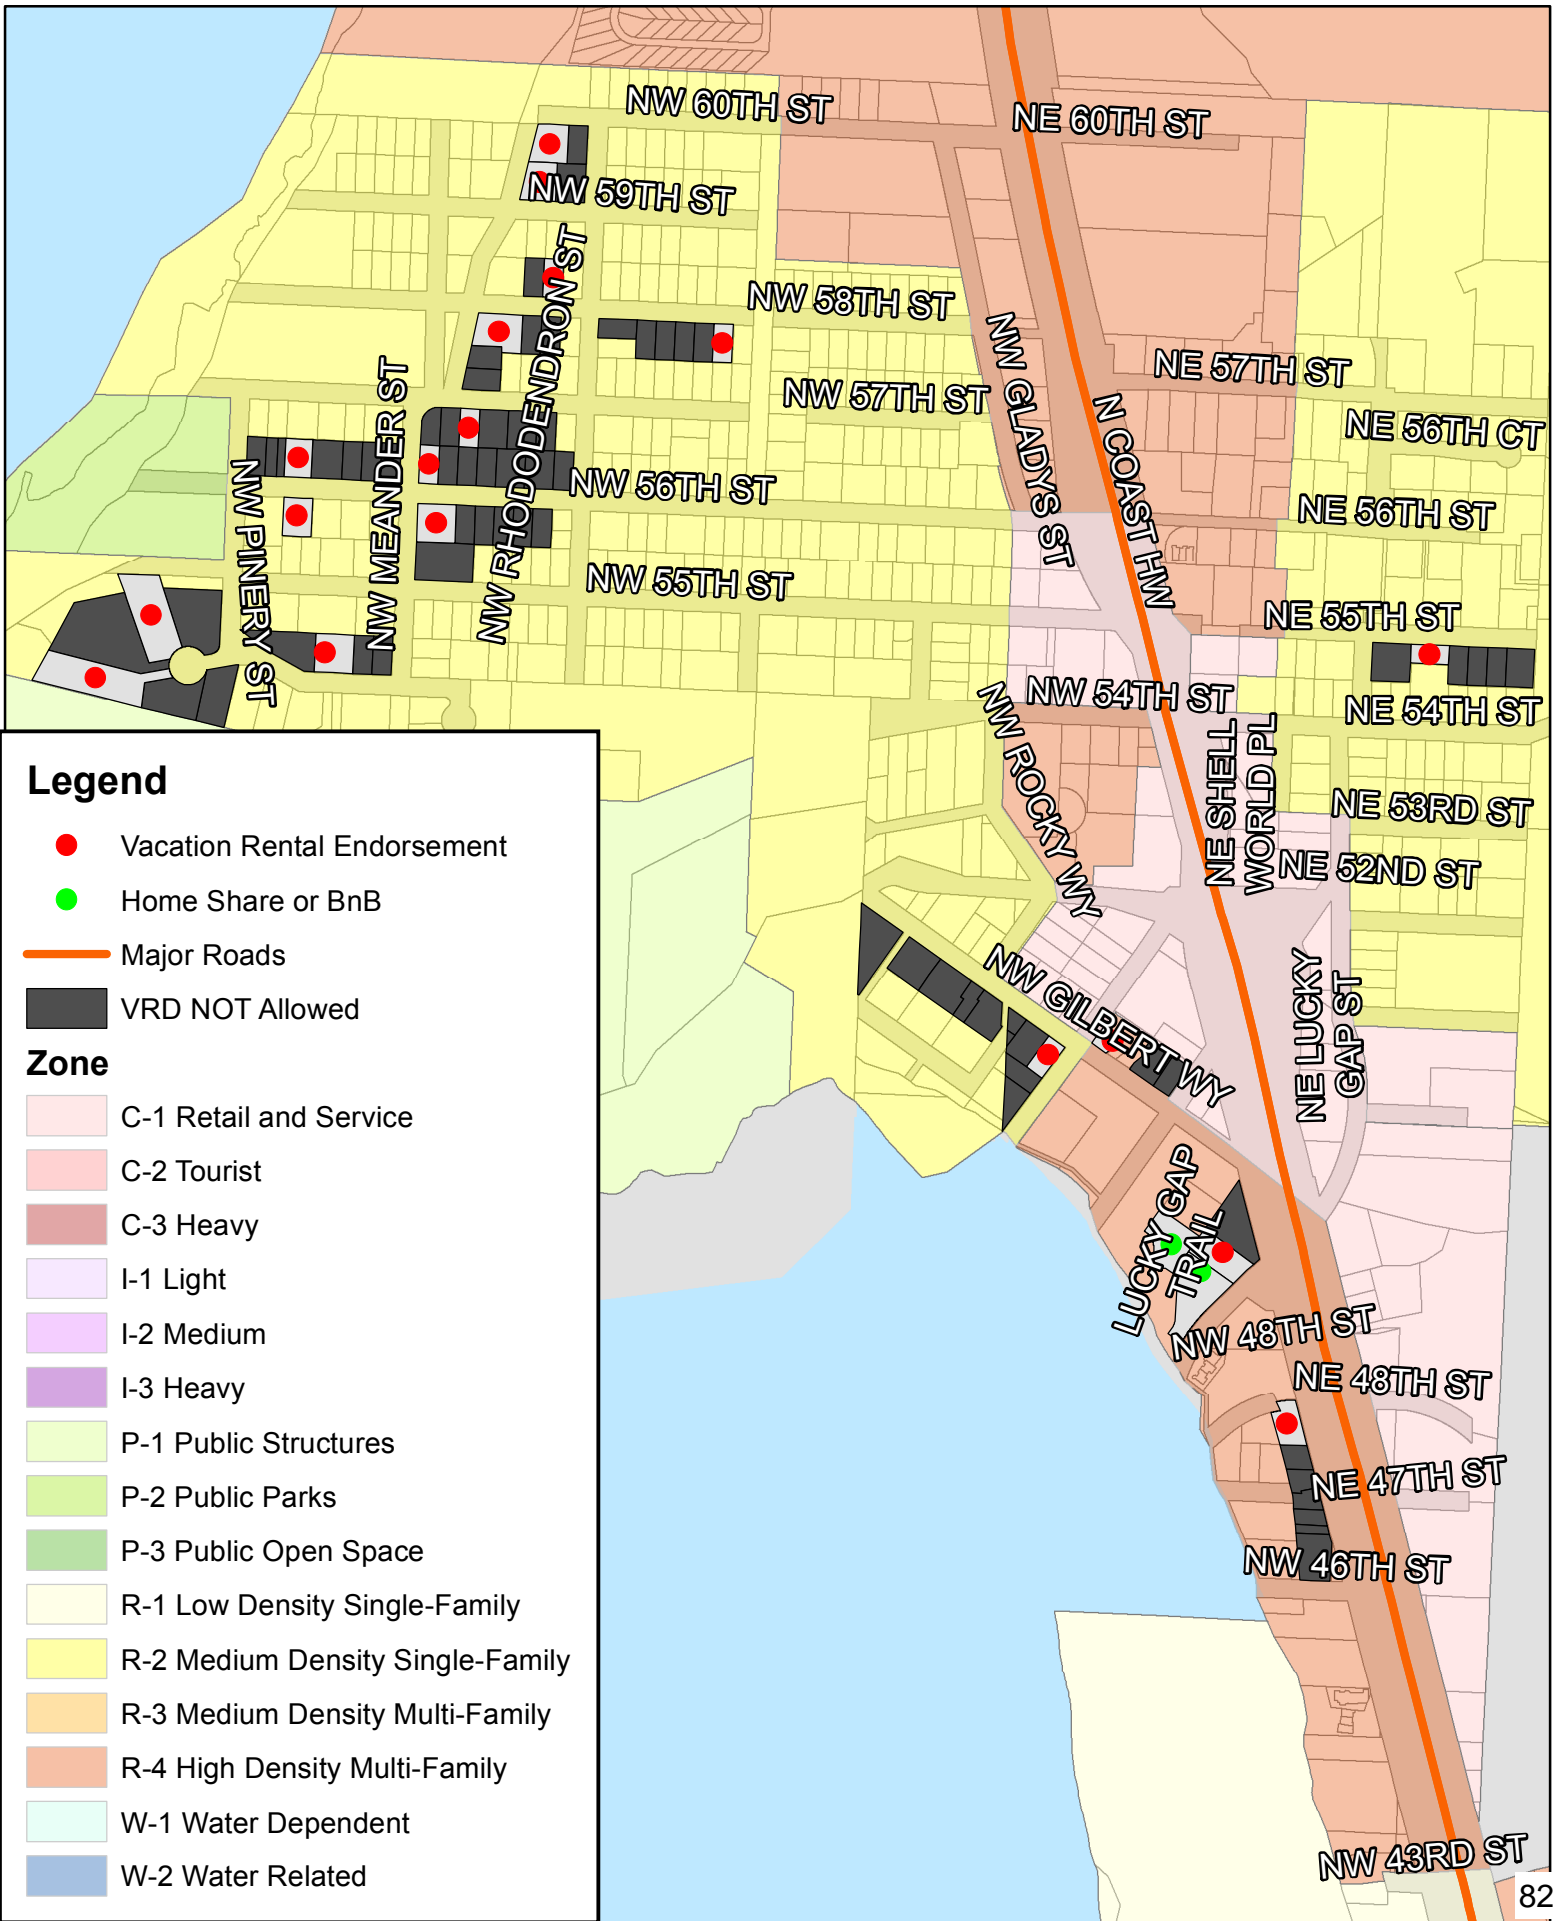 NW 60TH ST
NE 60TH ST
NW 59TH ST
NW 58TH ST
NW RHODODENDRON ST
NW GLADYS ST
NE 57TH ST
NW MEANDER ST
NW 57TH ST
N COAST HW
NE 56TH CT
NW PINERY ST
NW 56TH ST
NE 56TH ST
NW 55TH ST
NE 55TH ST
NW 54TH ST
NE 54TH ST
NW ROCKY WY
NE SHELL
WORLD PL
NE 53RD ST
NE 52ND ST
NW GILBERT WY
NE LUCKY
GAP ST
LUCKY GAP
TRAIL
NW 48TH ST
NE 48TH ST
NE 47TH ST
NW 46TH ST
NW 43RD ST
Legend
Vacation Rental Endorsement
Home Share or BnB
Major Roads
VRD NOT Allowed
Zone
C-1 Retail and Service
C-2 Tourist
C-3 Heavy
I-1 Light
I-2 Medium
I-3 Heavy
P-1 Public Structures
P-2 Public Parks
P-3 Public Open Space
R-1 Low Density Single-Family
R-2 Medium Density Single-Family
R-3 Medium Density Multi-Family
R-4 High Density Multi-Family
W-1 Water Dependent
W-2 Water Related
82